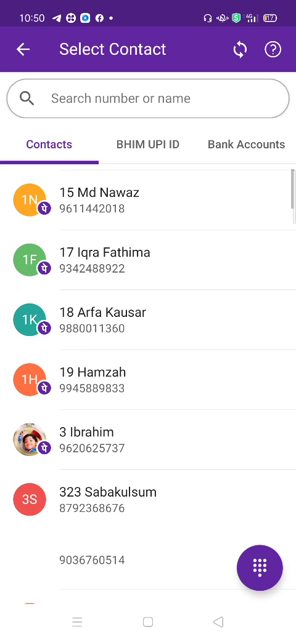 10:50
Select Contact
Search number or name
Contacts
BHIM UPI ID
Bank Accounts
1N
पे
15 Md Nawaz
9611442018
1F
पे
17 Iqra Fathima
9342488922
1K
पे
18 Arfa Kausar
9880011360
1H
पे
19 Hamzah
9945889833
पे
3 Ibrahim
9620625737
3S
323 Sabakulsum
8792368676
9036760514